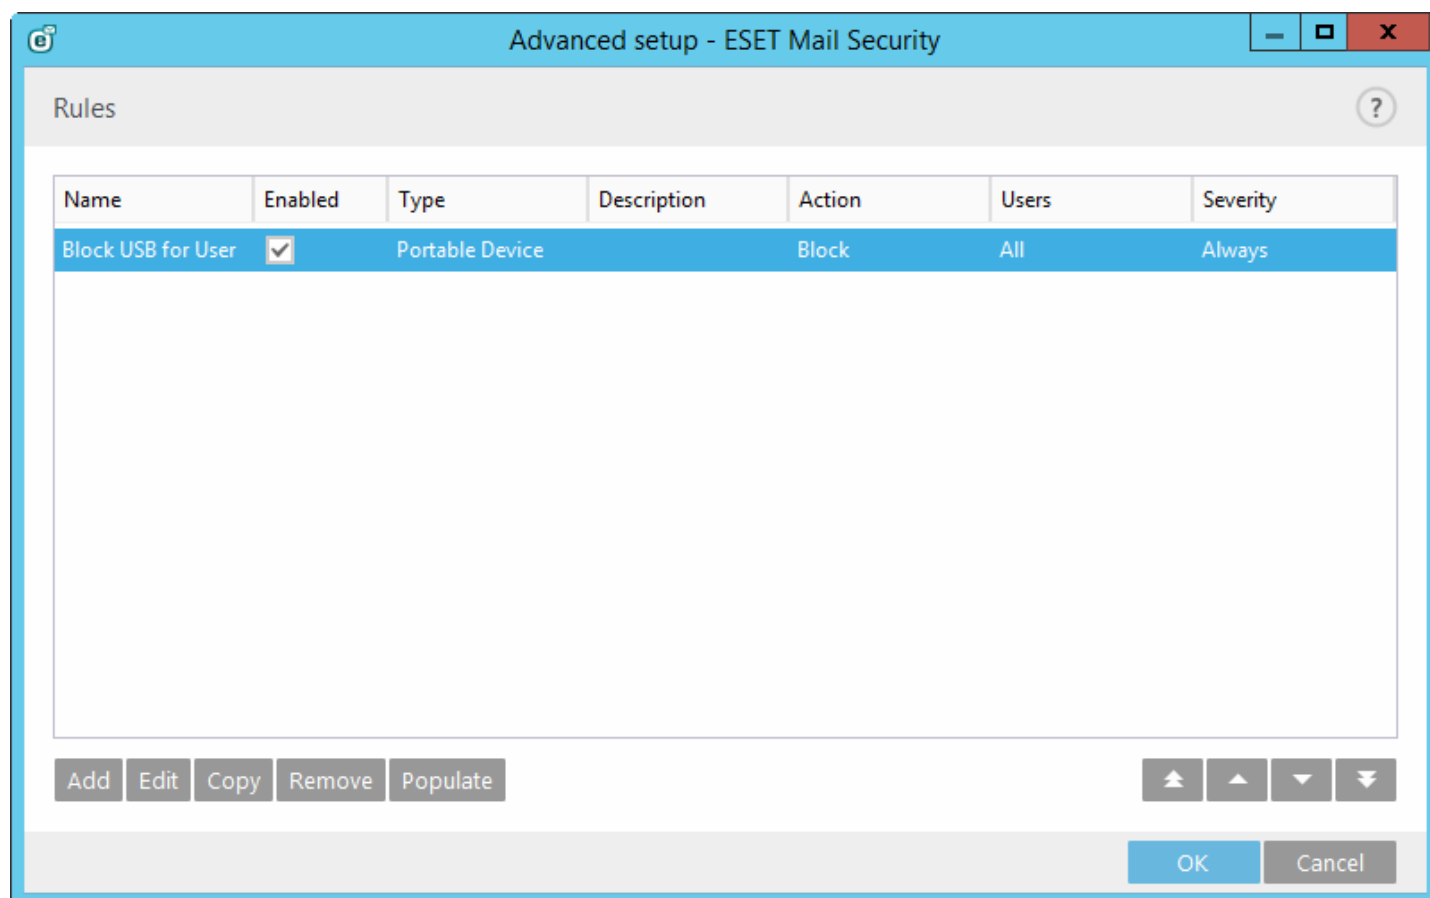 Advanced setup - ESET Mail Security
Rules
?
Name Enabled Type Description Action Users Severity
Block USB for User Portable Device Block All Always
Add Edit Copy Remove Populate
OK Cancel